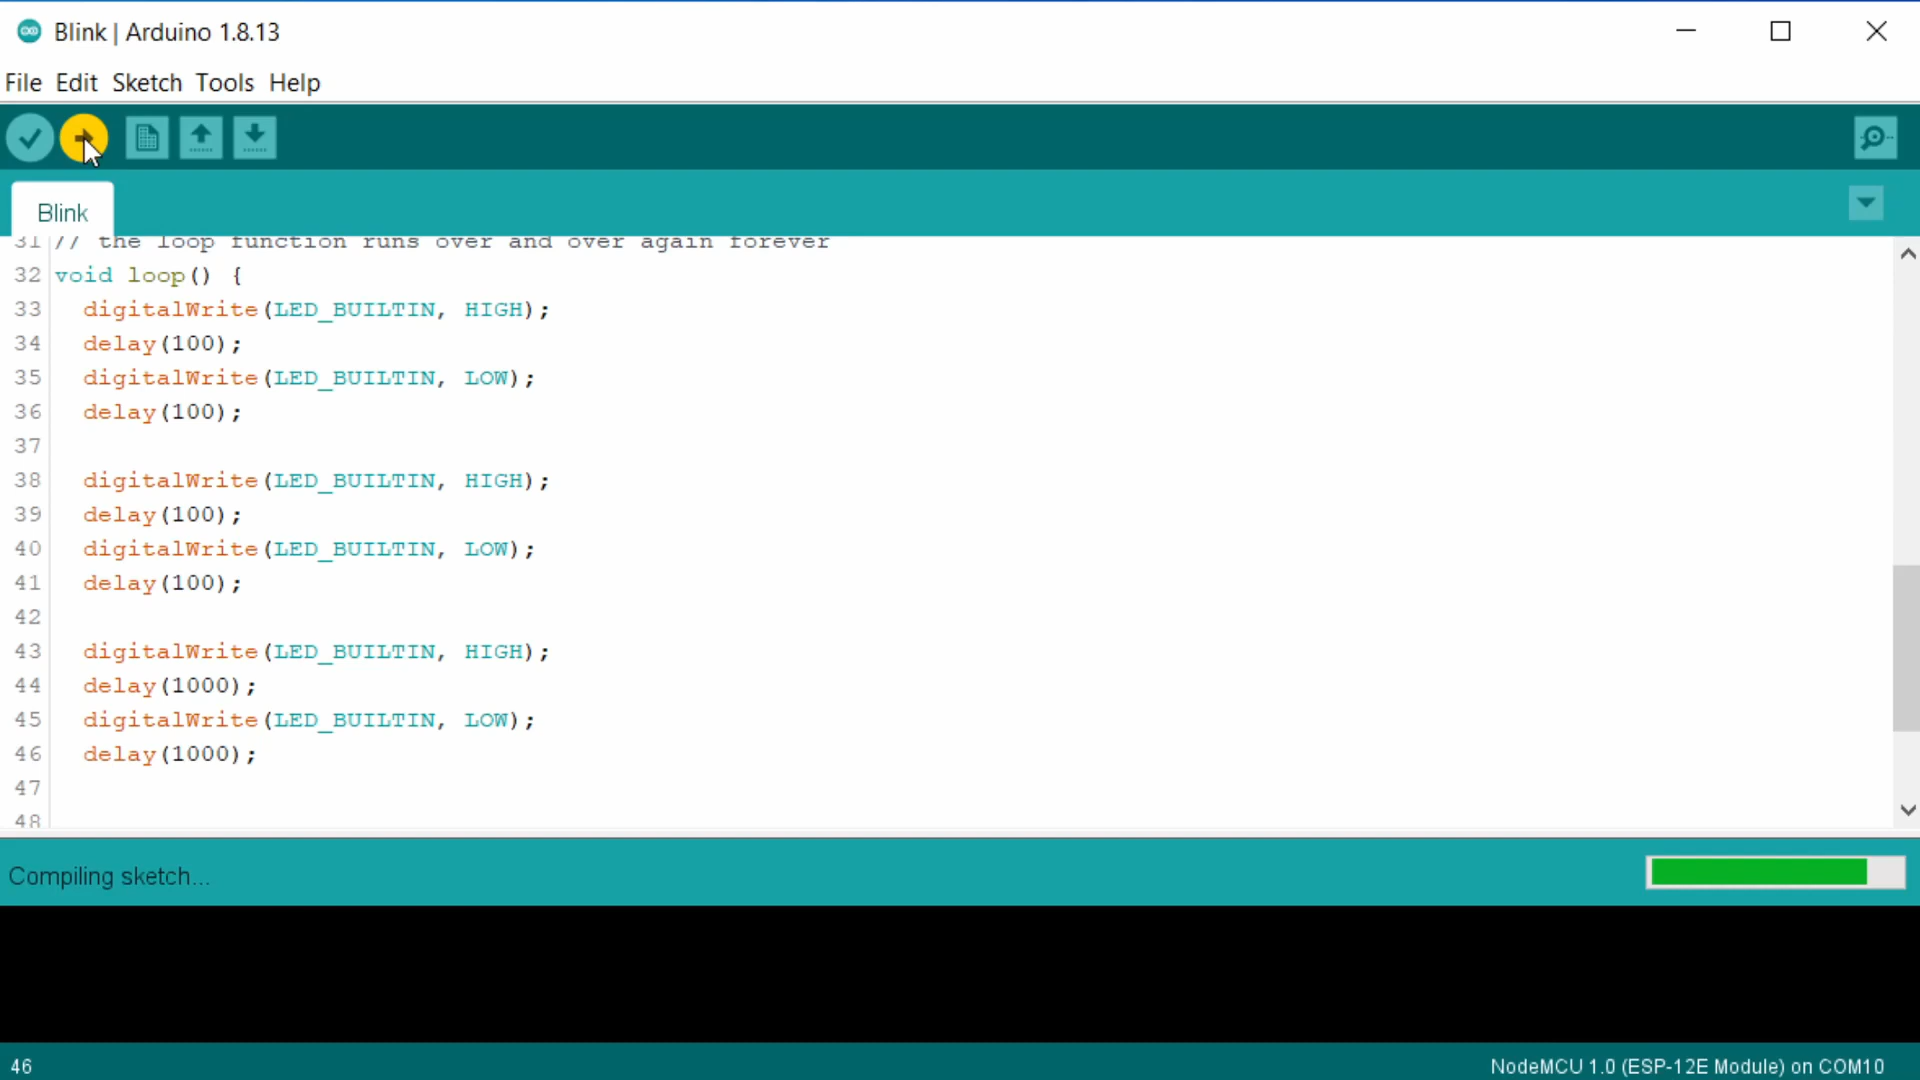 Blink | Arduino 1.8.13
File Edit Sketch Tools Help
Blink
31 // the loop function runs over and over again forever
32 void loop() {
33 digitalWrite(LED_BUILTIN, HIGH);
34 delay(100);
35 digitalWrite(LED_BUILTIN, LOW);
36 delay(100);
37
38 digitalWrite(LED_BUILTIN, HIGH);
39 delay(100);
40 digitalWrite(LED_BUILTIN, LOW);
41 delay(100);
42
43 digitalWrite(LED_BUILTIN, HIGH);
44 delay(1000);
45 digitalWrite(LED_BUILTIN, LOW);
46 delay(1000);
47
48
Compiling sketch...
46 NodeMCU 1.0 (ESP-12E Module) on COM10